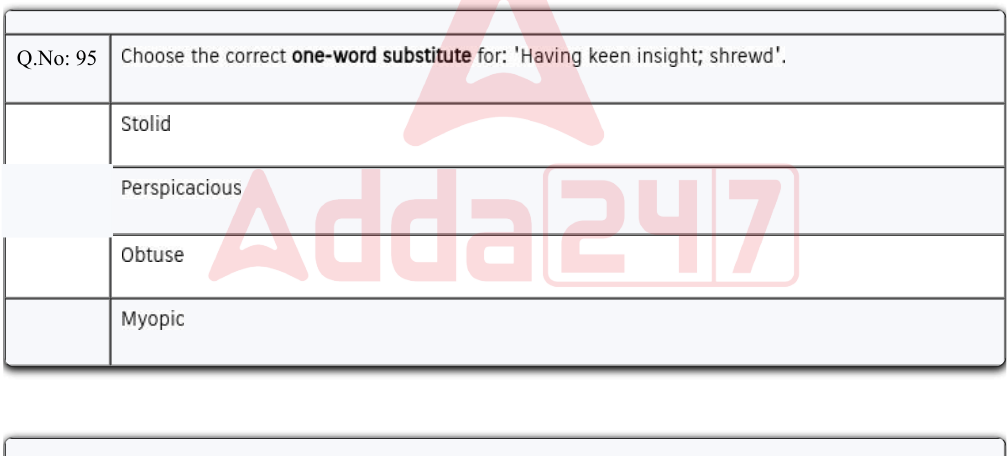 Q.No: 95 Choose the correct one-word substitute for: 'Having keen insight; shrewd'.
Stolid
Perspicacious
Adda247
Obtuse
Myopic